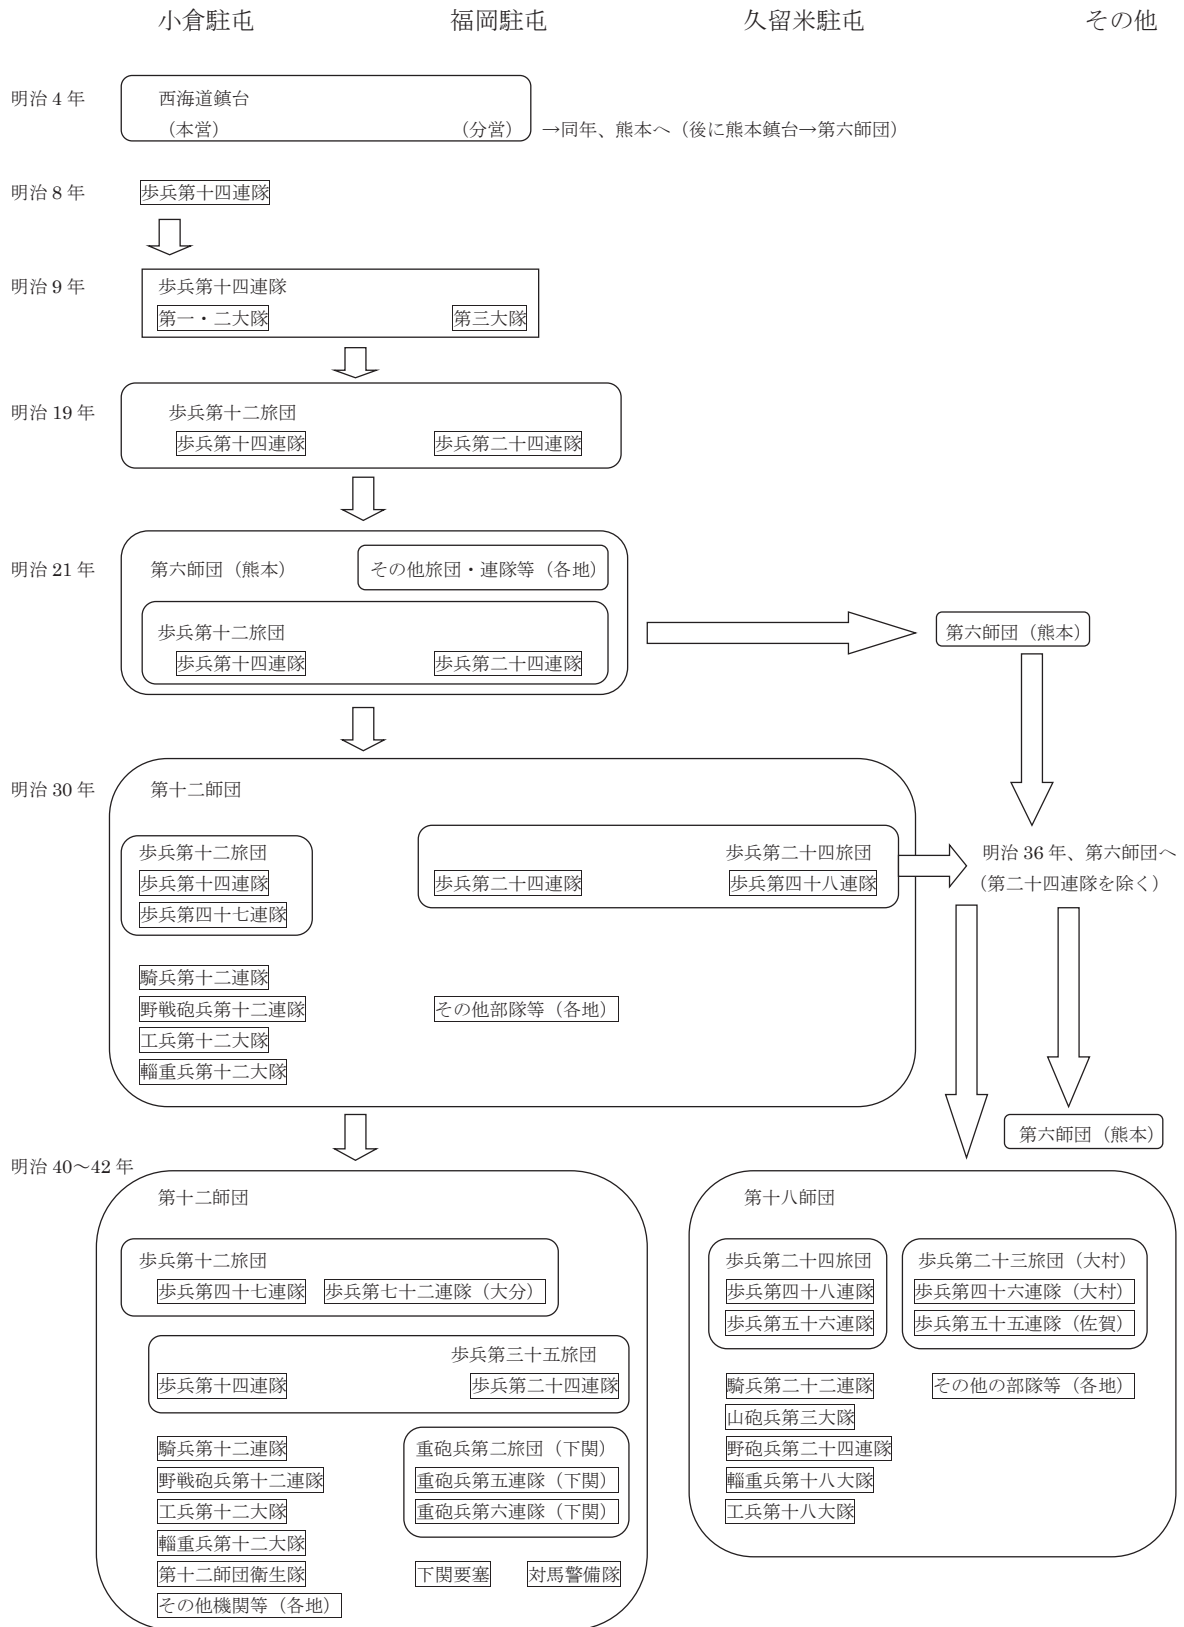 小倉駐屯 福岡駐屯 久留米駐屯 その他
明治 4 年 西海道鎮台
（本営） （分営） →同年、熊本へ（後に熊本鎮台→第六師団）
明治 8 年 歩兵第十四連隊
明治 9 年 歩兵第十四連隊
第一・二大隊 第三大隊
明治 19 年 歩兵第十二旅団
歩兵第十四連隊 歩兵第二十四連隊
明治 21 年 第六師団（熊本） その他旅団・連隊等（各地）
歩兵第十二旅団 第六師団（熊本）
歩兵第十四連隊 歩兵第二十四連隊
明治 30 年 第十二師団
歩兵第十二旅団 歩兵第二十四旅団 明治 36 年、第六師団へ
歩兵第十四連隊 歩兵第二十四連隊 歩兵第四十八連隊 （第二十四連隊を除く）
歩兵第四十七連隊
騎兵第十二連隊
野戦砲兵第十二連隊 その他部隊等（各地）
工兵第十二大隊
輜重兵第十二大隊
第六師団（熊本）
明治 40～42 年
第十二師団 第十八師団
歩兵第十二旅団 歩兵第二十四旅団 歩兵第二十三旅団（大村）
歩兵第四十七連隊 歩兵第七十二連隊（大分） 歩兵第四十八連隊 歩兵第四十六連隊（大村）
歩兵第五十六連隊 歩兵第五十五連隊（佐賀）
歩兵第三十五旅団
歩兵第十四連隊 歩兵第二十四連隊 騎兵第二十二連隊 その他の部隊等（各地）
山砲兵第三大隊
騎兵第十二連隊 重砲兵第二旅団（下関） 野砲兵第二十四連隊
野戦砲兵第十二連隊 重砲兵第五連隊（下関） 輜重兵第十八大隊
工兵第十二大隊 重砲兵第六連隊（下関） 工兵第十八大隊
輜重兵第十二大隊
第十二師団衛生隊 下関要塞 対馬警備隊
その他機関等（各地）